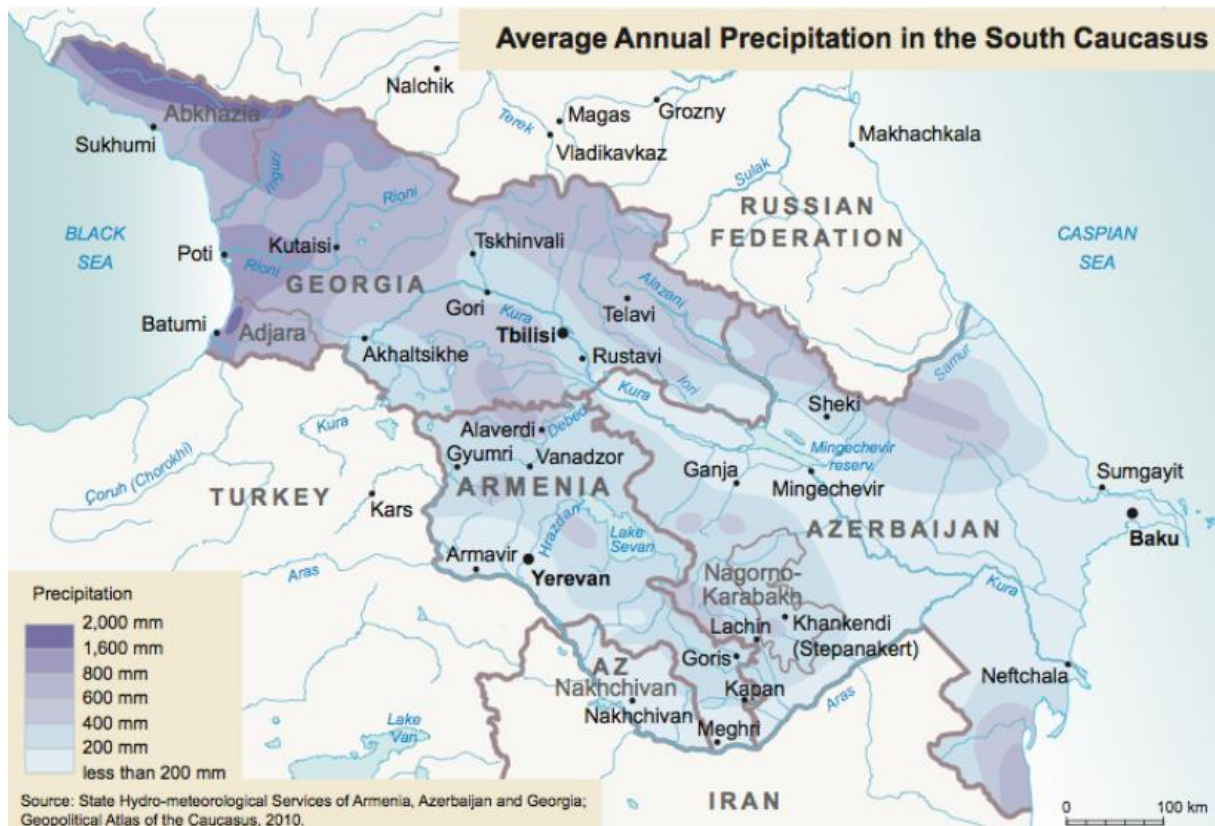 Average Annual Precipitation in the South Caucasus
Nalchik
Grozny
Magas
Terek
Vladikavkaz
Makhachkala
Abkhazia
Sukhumi
Inguri
Rioni
Sulak
RUSSIAN
FEDERATION
BLACK
SEA
CASPIAN
SEA
Poti
Kutaisi
Tskhinvali
Rioni
GEORGIA
Alazani
Gori
Kura
Telavi
Batumi
Adjara
Tbilisi
Akhaltsikhe
Rustavi
Samur
Kura
Iori
Sheki
Kura
Alaverdi
Debed
Mingechevir
reserv.
Gyumri
Vanadzor
Ganja
Mingechevir
Sumgayit
Çoruh (Chorokhi)
TURKEY
Kars
ARMENIA
AZERBAIJAN
Baku
Hrazdan
Lake
Sevan
Armavir
Yerevan
Aras
Nagorno-
Karabakh
Kura
Khankendi
(Stepanakert)
Lachin
Goris
AZ
Nakhchivan
Nakhchivan
Kapan
Aras
Neftchala
Meghri
Lake
Van
IRAN
Precipitation
2,000 mm
1,600 mm
800 mm
600 mm
400 mm
200 mm
less than 200 mm
Source: State Hydro-meteorological Services of Armenia, Azerbaijan and Georgia;
Geopolitical Atlas of the Caucasus, 2010.
0 100 km